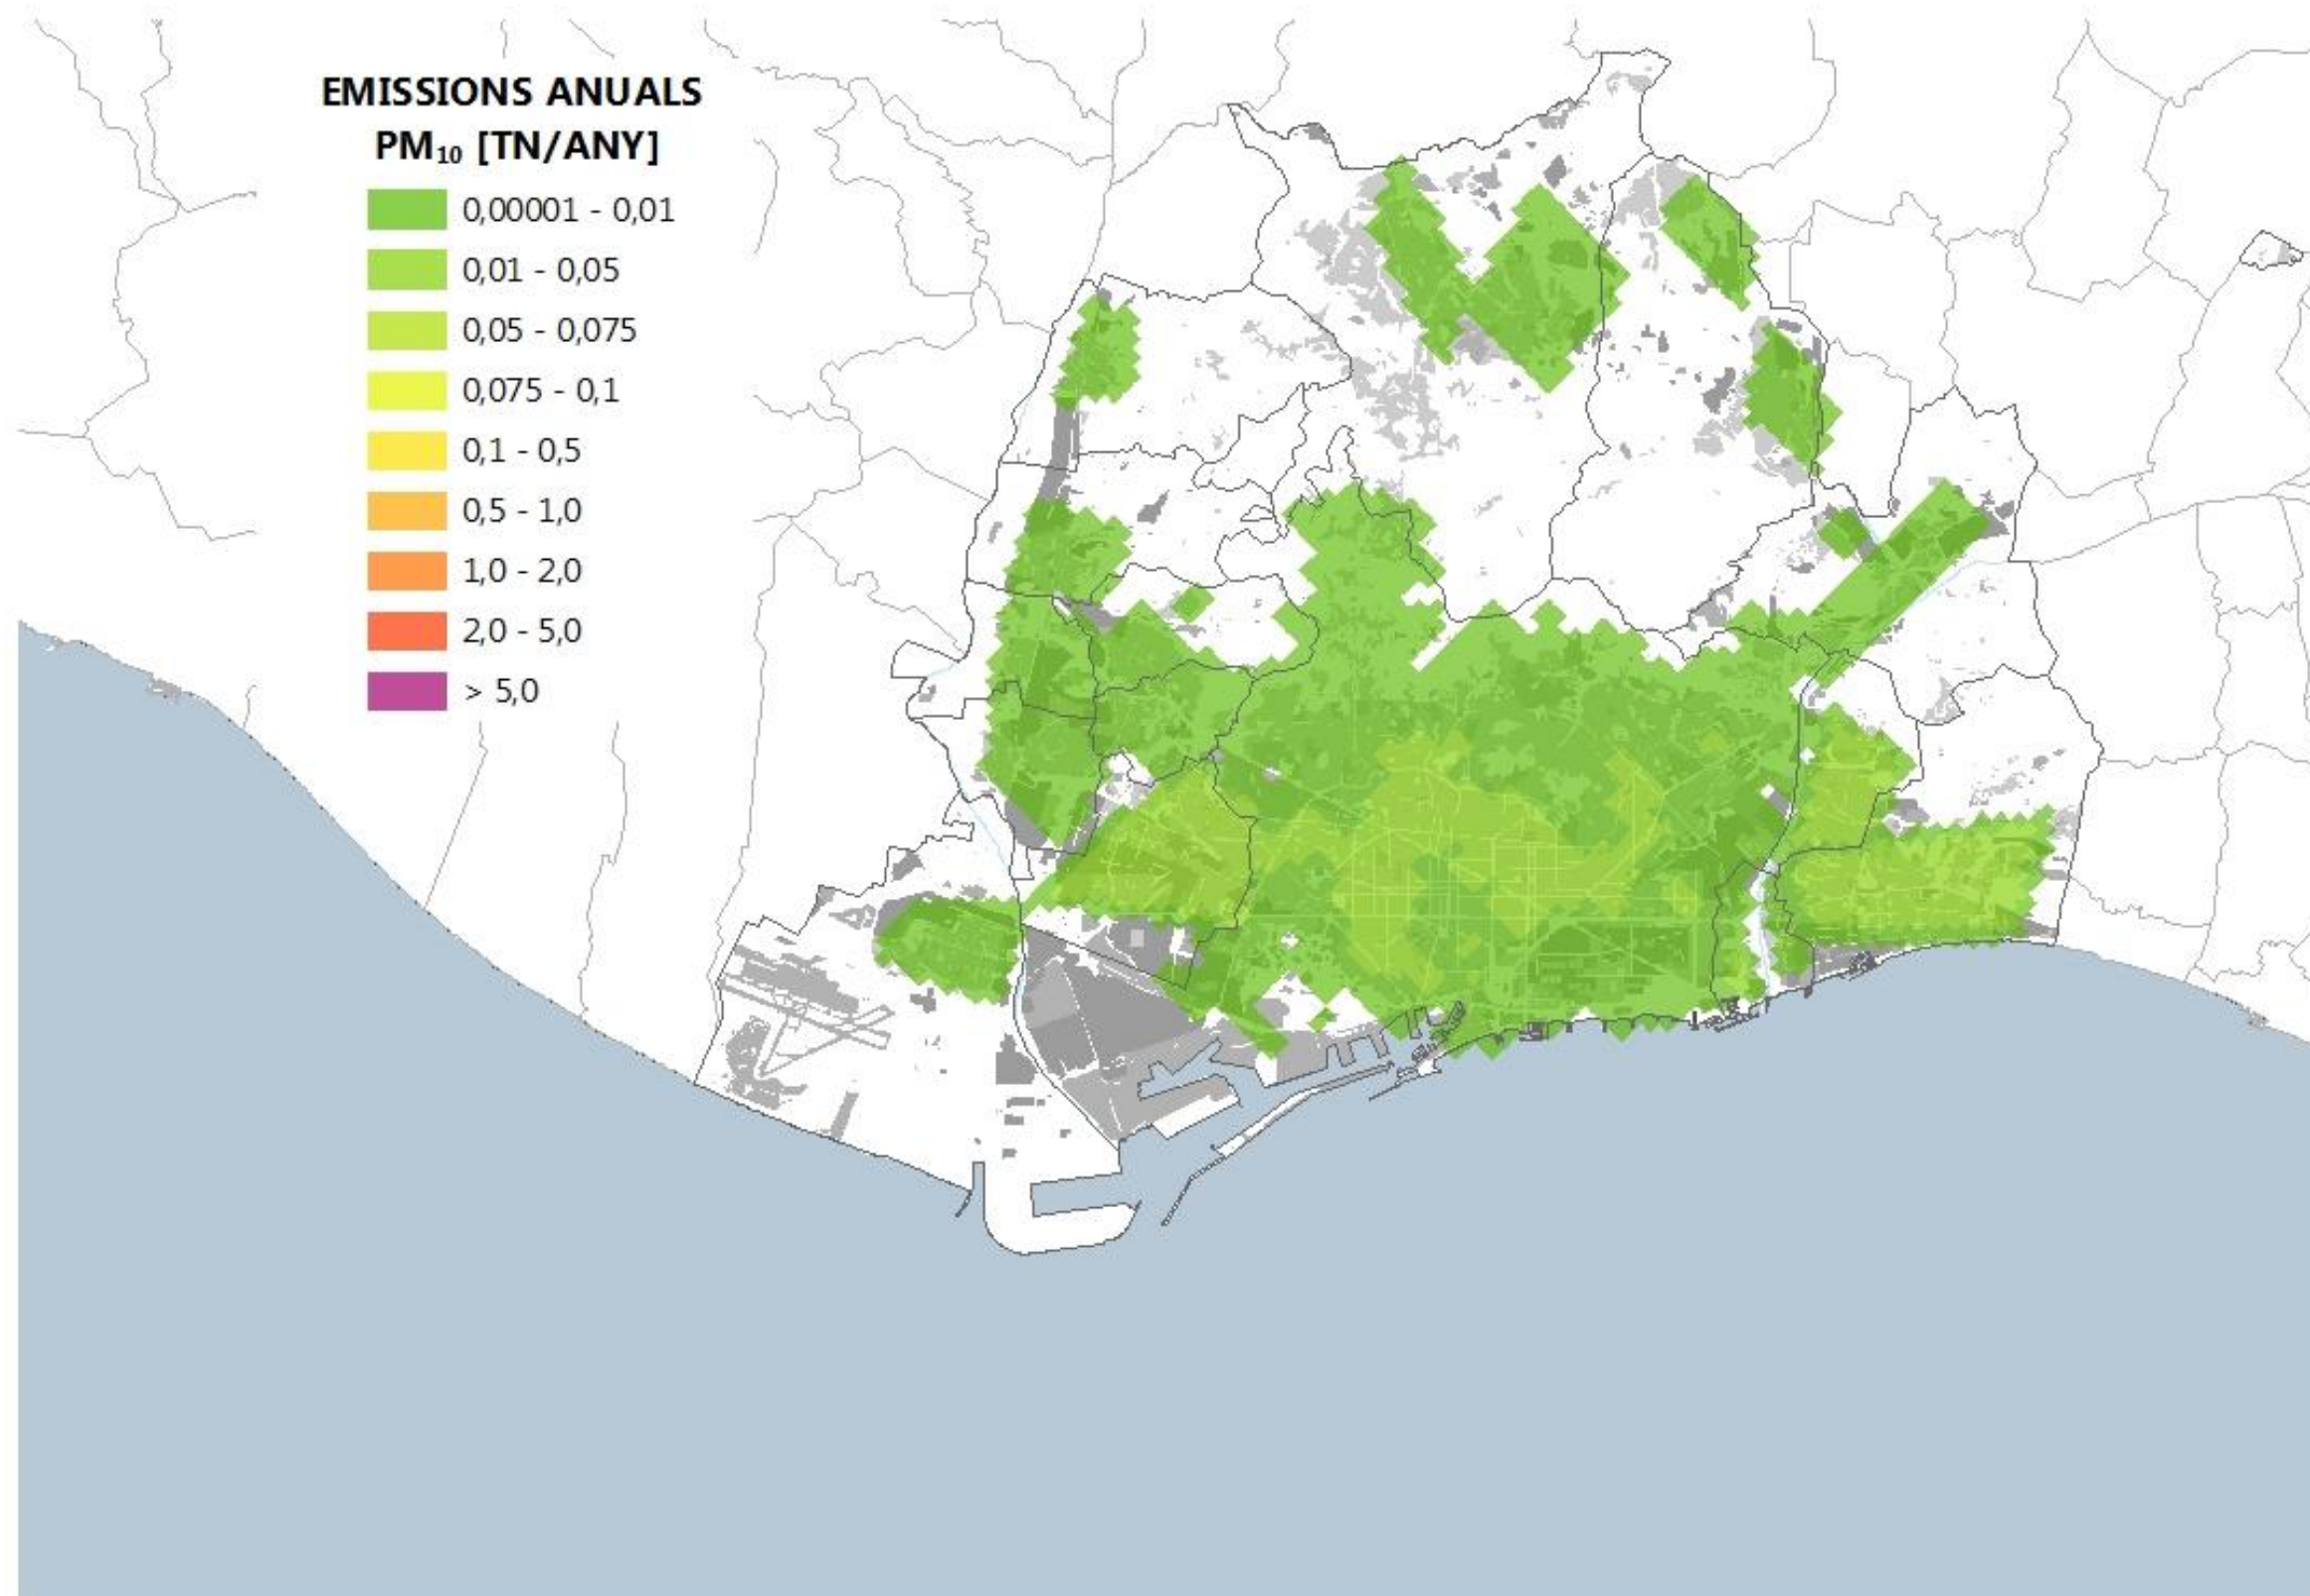 EMISSIONS ANUALS
PM₁₀ [TN/ANY]
0,00001 - 0,01
0,01 - 0,05
0,05 - 0,075
0,075 - 0,1
0,1 - 0,5
0,5 - 1,0
1,0 - 2,0
2,0 - 5,0
> 5,0